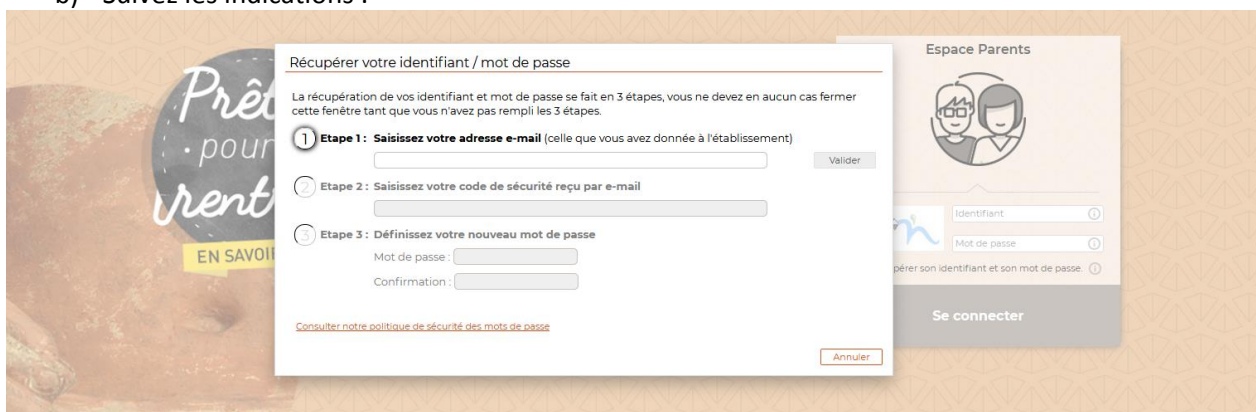 b) Suivez les indications :
Prêt
• pour
rent
EN SAVOI
Récupérer votre identifiant / mot de passe
La récupération de vos identifiant et mot de passe se fait en 3 étapes, vous ne devez en aucun cas fermer
cette fenêtre tant que vous n'avez pas rempli les 3 étapes.
1 Etape 1 : Saisissez votre adresse e-mail (celle que vous avez donnée à l'établissement)
Valider
2 Etape 2 : Saisissez votre code de sécurité reçu par e-mail
3 Etape 3 : Définissez votre nouveau mot de passe
Mot de passe :
Confirmation :
Consulter notre politique de sécurité des mots de passe
Annuler
Espace Parents
Identifiant
Mot de passe
pérer son identifiant et son mot de passe.
Se connecter